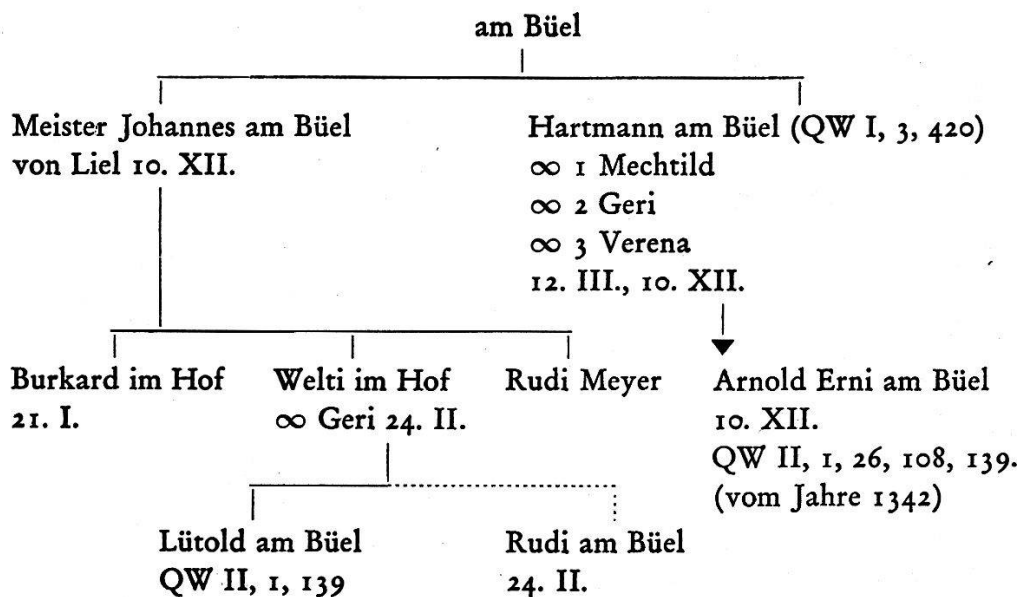 am Büel
Meister Johannes am Büel
von Liel 10. XII.
Hartmann am Büel (QW I, 3, 420)
∞ 1 Mechtild
∞ 2 Geri
∞ 3 Verena
12. III., 10. XII.
Burkard im Hof
21. I.
Welti im Hof
∞ Geri 24. II.
Rudi Meyer
Arnold Erni am Büel
10. XII.
QW II, 1, 26, 108, 139.
(vom Jahre 1342)
Lütold am Büel
QW II, 1, 139
Rudi am Büel
24. II.